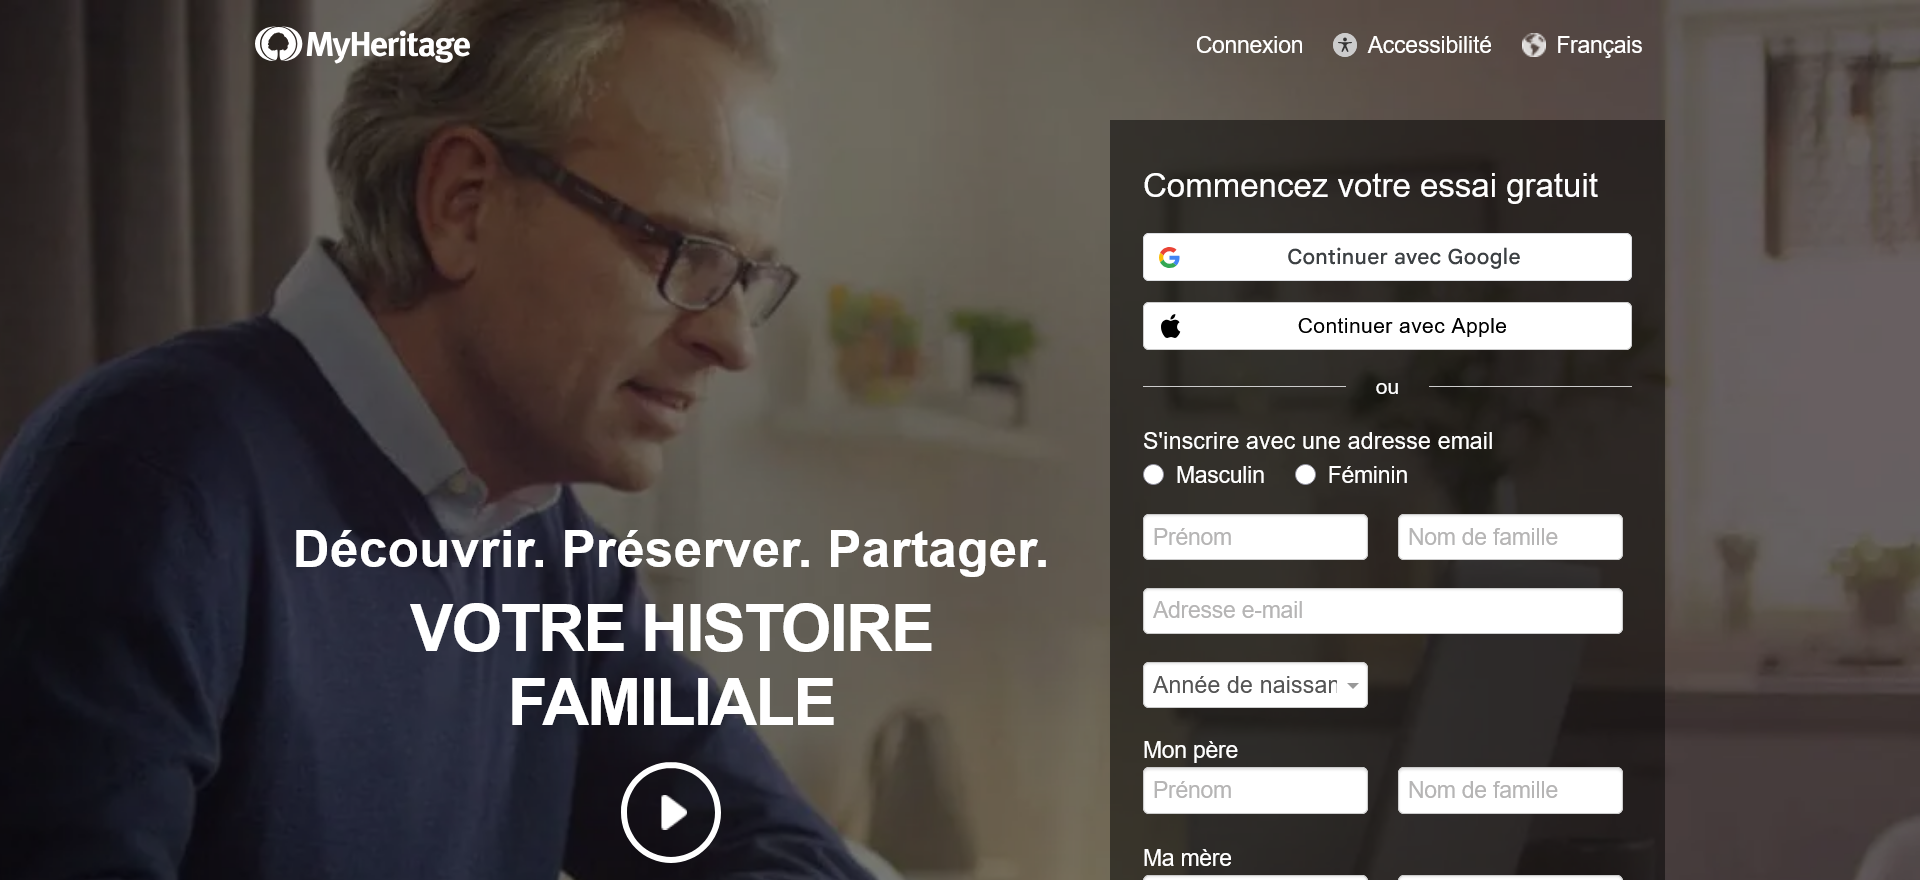 MyHeritage
Connexion
Accessibilité
Français
Commencez votre essai gratuit
Continuer avec Google
Continuer avec Apple
ou
S'inscrire avec une adresse email
Masculin
Féminin
Prénom
Nom de famille
Adresse e-mail
Année de naissan
Mon père
Prénom
Nom de famille
Ma mère
Découvrir. Préserver. Partager.
VOTRE HISTOIRE
FAMILIALE